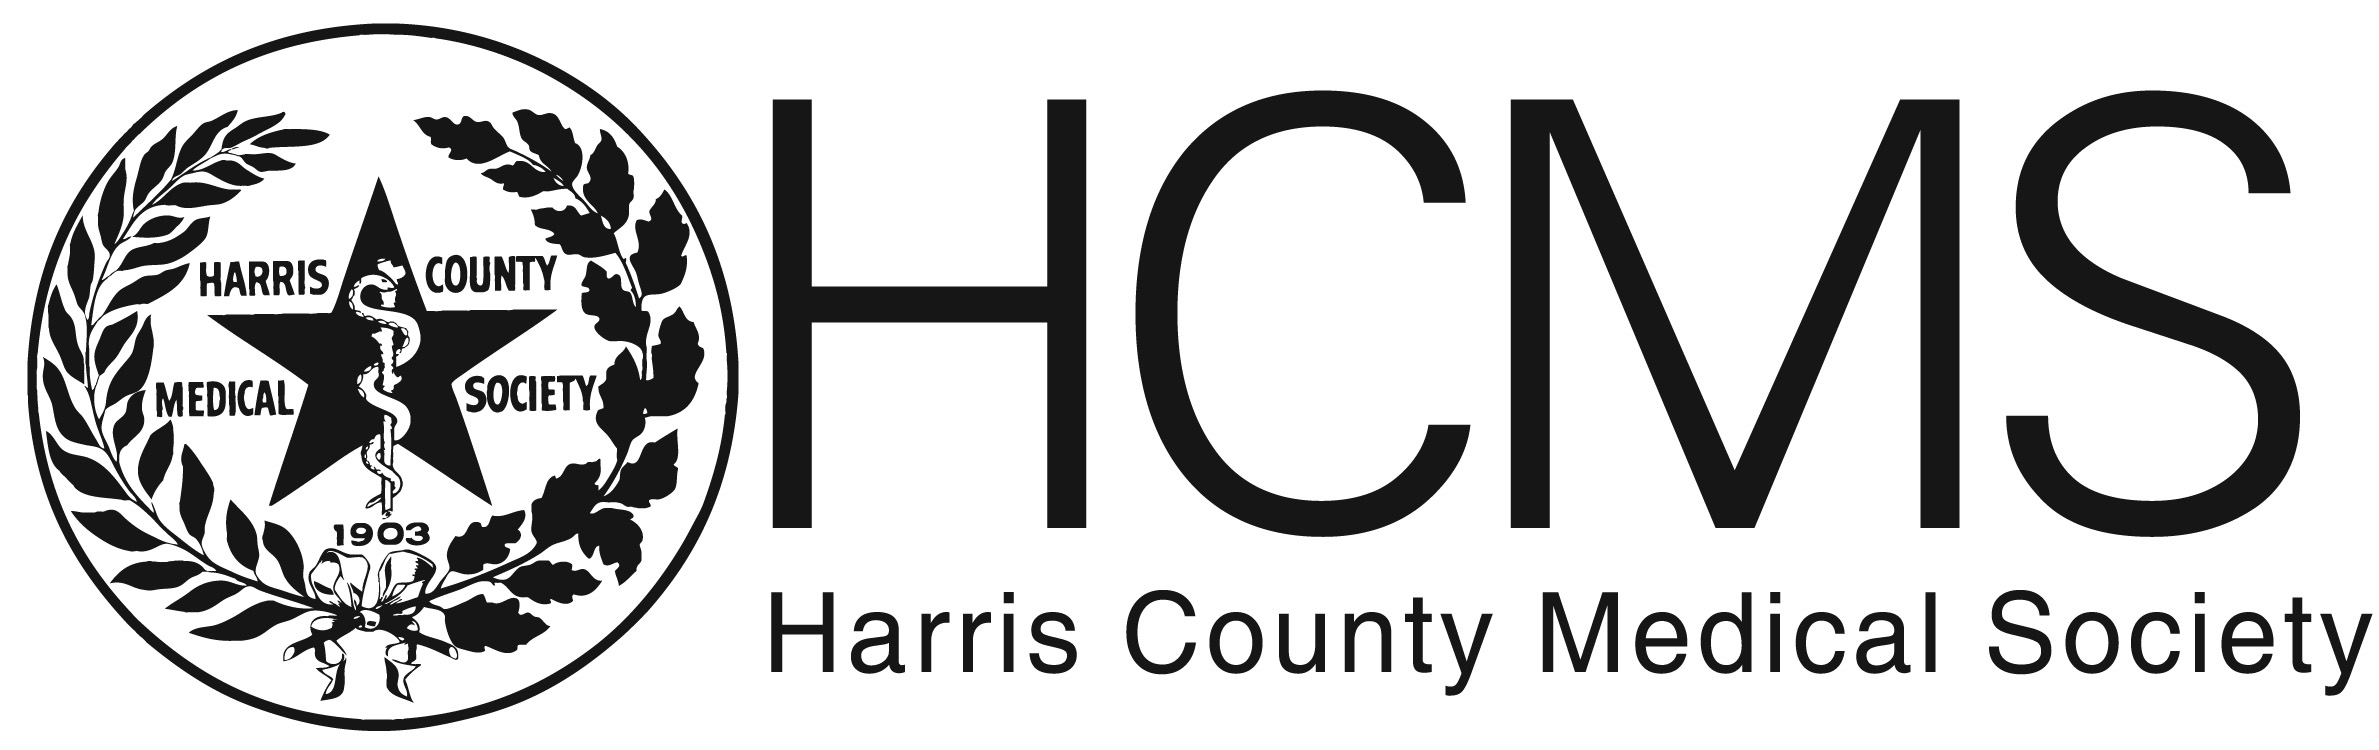 HARRIS COUNTY
MEDICAL SOCIETY
1903
HCMS
Harris County Medical Society